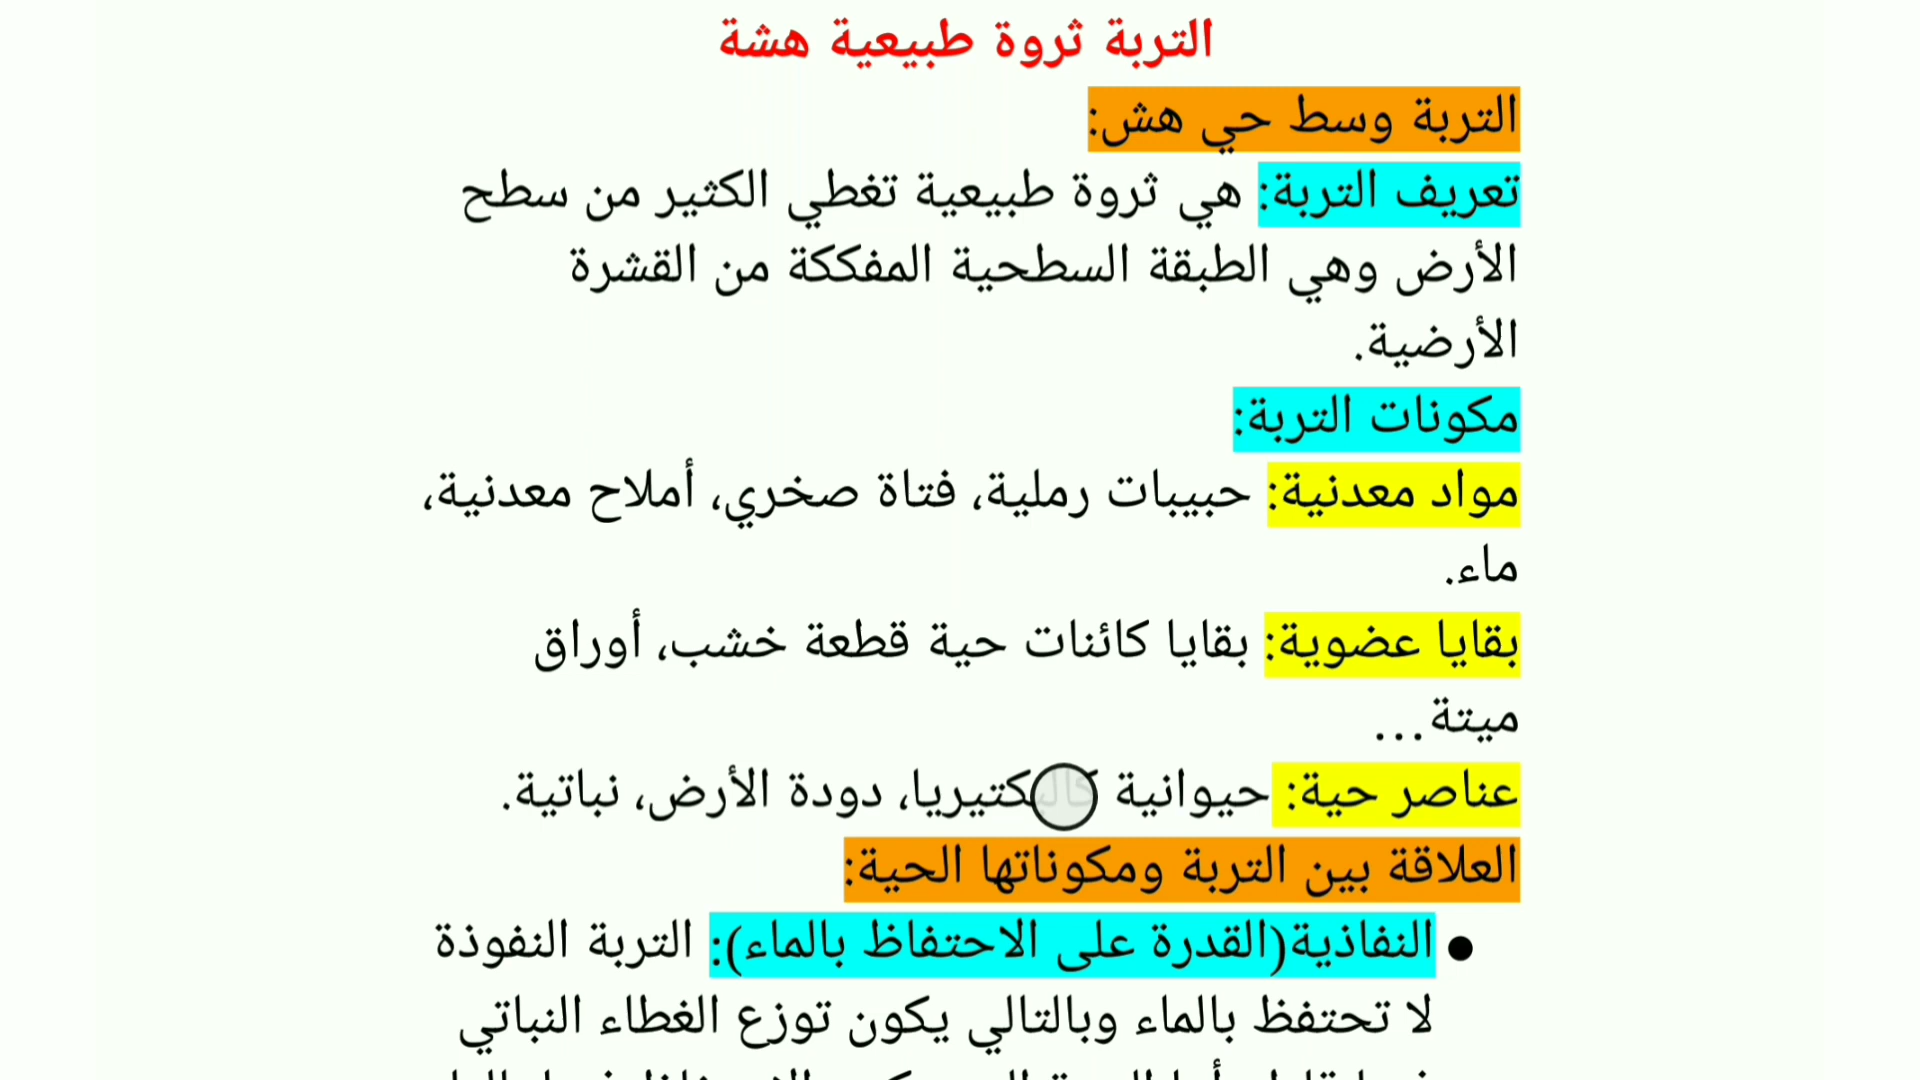 التربة ثروة طبيعية هشة
التربة وسط حي هش:
تعريف التربة: هي ثروة طبيعية تغطي الكثير من سطح
الأرض وهي الطبقة السطحية المفككة من القشرة
الأرضية.
مكونات التربة:
مواد معدنية: حبيبات رملية، فتاة صخري، أملاح معدنية،
ماء.
بقايا عضوية: بقايا كائنات حية قطعة خشب، أوراق
ميتة...
عناصر حية: حيوانية كالبكتيريا، دودة الأرض، نباتية.
العلاقة بين التربة ومكوناتها الحية:
● النفاذية(القدرة على الاحتفاظ بالماء): التربة النفوذة
لا تحتفظ بالماء وبالتالي يكون توزع الغطاء النباتي